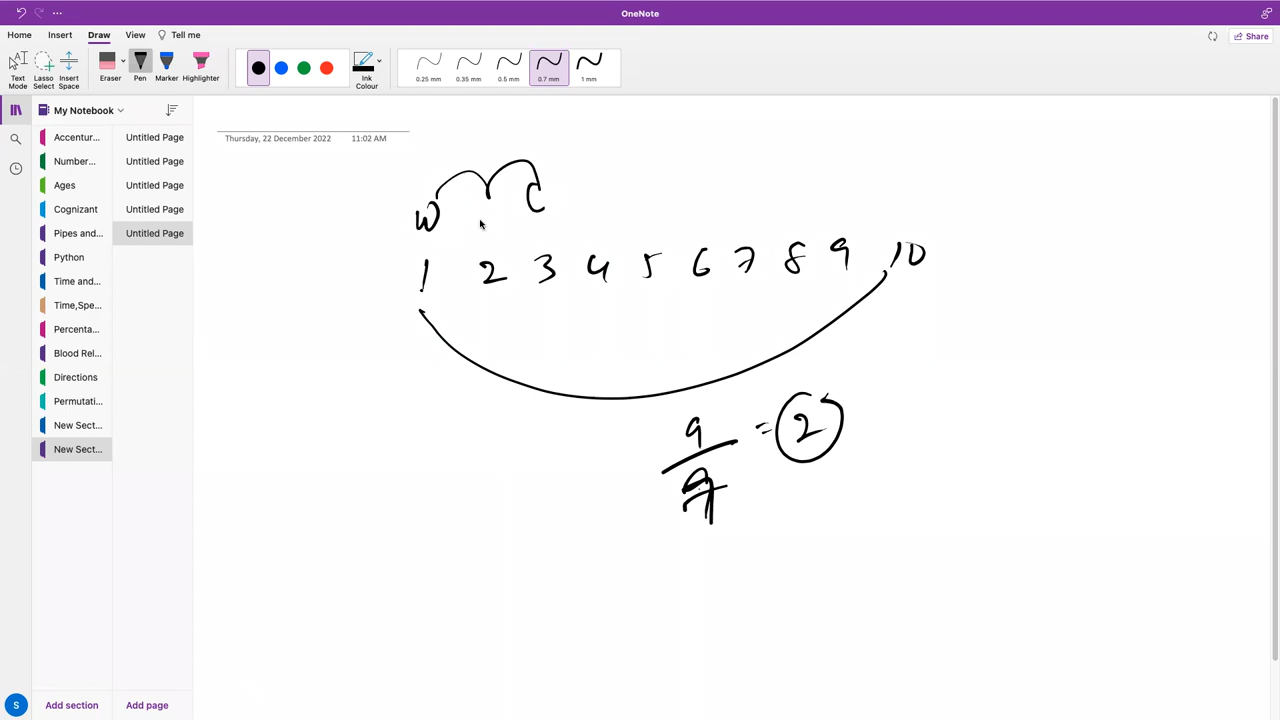 OneNote
Home Insert Draw View Tell me
Share
Text Mode
Lasso Select
Insert Space
Eraser
Pen
Marker
Highlighter
Ink Colour
0.25 mm
0.35 mm
0.5 mm
0.7 mm
1 mm
My Notebook
Accentur...
Number...
Ages
Cognizant
Pipes and...
Python
Time and...
Time,Spe...
Percenta...
Blood Rel...
Directions
Permutati...
New Sect...
New Sect...
Untitled Page
Untitled Page
Untitled Page
Untitled Page
Untitled Page
Thursday, 22 December 2022 11:02 AM
W C
1 2 3 4 5 6 7 8 9 10
9
= 2
S
Add section
Add page